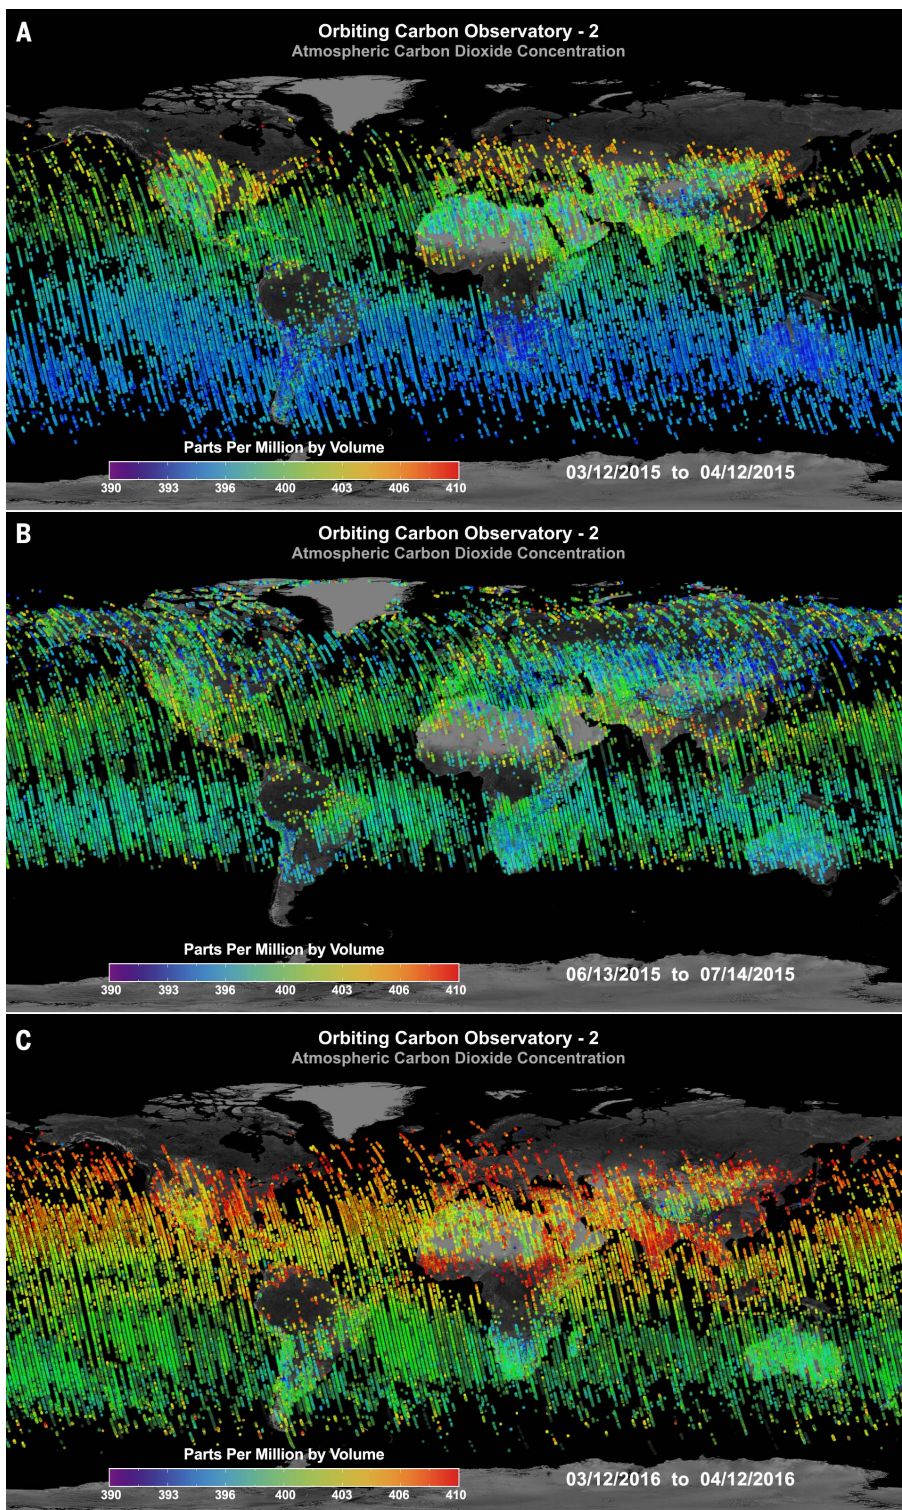 A
Orbiting Carbon Observatory - 2
Atmospheric Carbon Dioxide Concentration
Parts Per Million by Volume
390 393 396 400 403 406 410
03/12/2015 to 04/12/2015
B
Orbiting Carbon Observatory - 2
Atmospheric Carbon Dioxide Concentration
Parts Per Million by Volume
390 393 396 400 403 406 410
06/13/2015 to 07/14/2015
C
Orbiting Carbon Observatory - 2
Atmospheric Carbon Dioxide Concentration
Parts Per Million by Volume
390 393 396 400 403 406 410
03/12/2016 to 04/12/2016